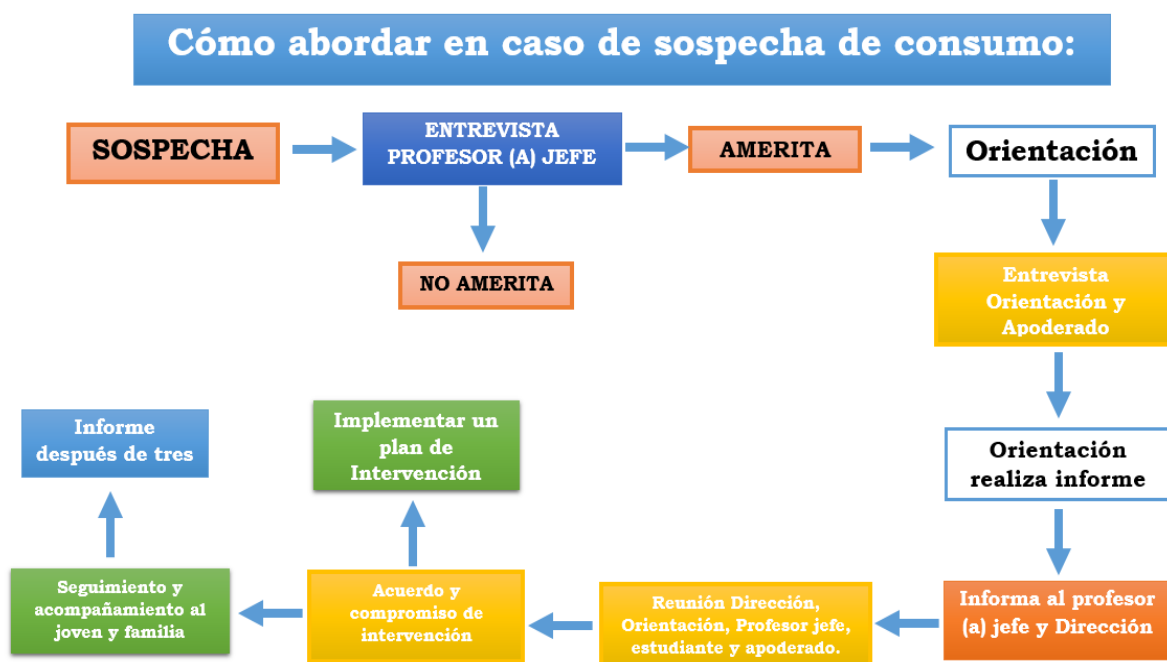 Cómo abordar en caso de sospecha de consumo:
SOSPECHA
ENTREVISTA
PROFESOR (A) JEFE
AMERITA
Orientación
NO AMERITA
Entrevista
Orientación y
Apoderado
Orientación
realiza informe
Informa al profesor
(a) jefe y Dirección
Reunión Dirección,
Orientación, Profesor jefe,
estudiante y apoderado.
Acuerdo y
compromiso de
intervención
Implementar un
plan de
Intervención
Seguimiento y
acompañamiento al
joven y familia
Informe
después de tres